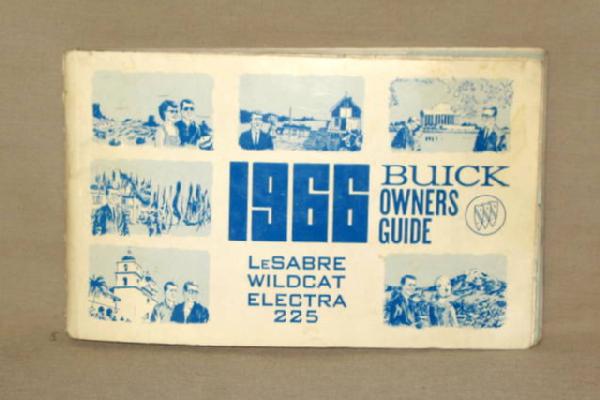 1966
BUICK
OWNERS
GUIDE
LeSABRE
WILDCAT
ELECTRA
225